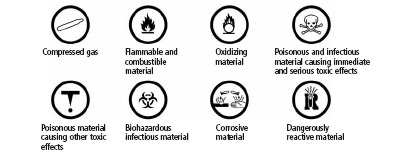 Compressed gas
Flammable and
combustible
material
Oxidizing
material
Poisonous and infectious
material causing immediate
and serious toxic effects
Poisonous material
causing other toxic
effects
Biohazardous
infectious material
Corrosive
material
Dangerously
reactive material